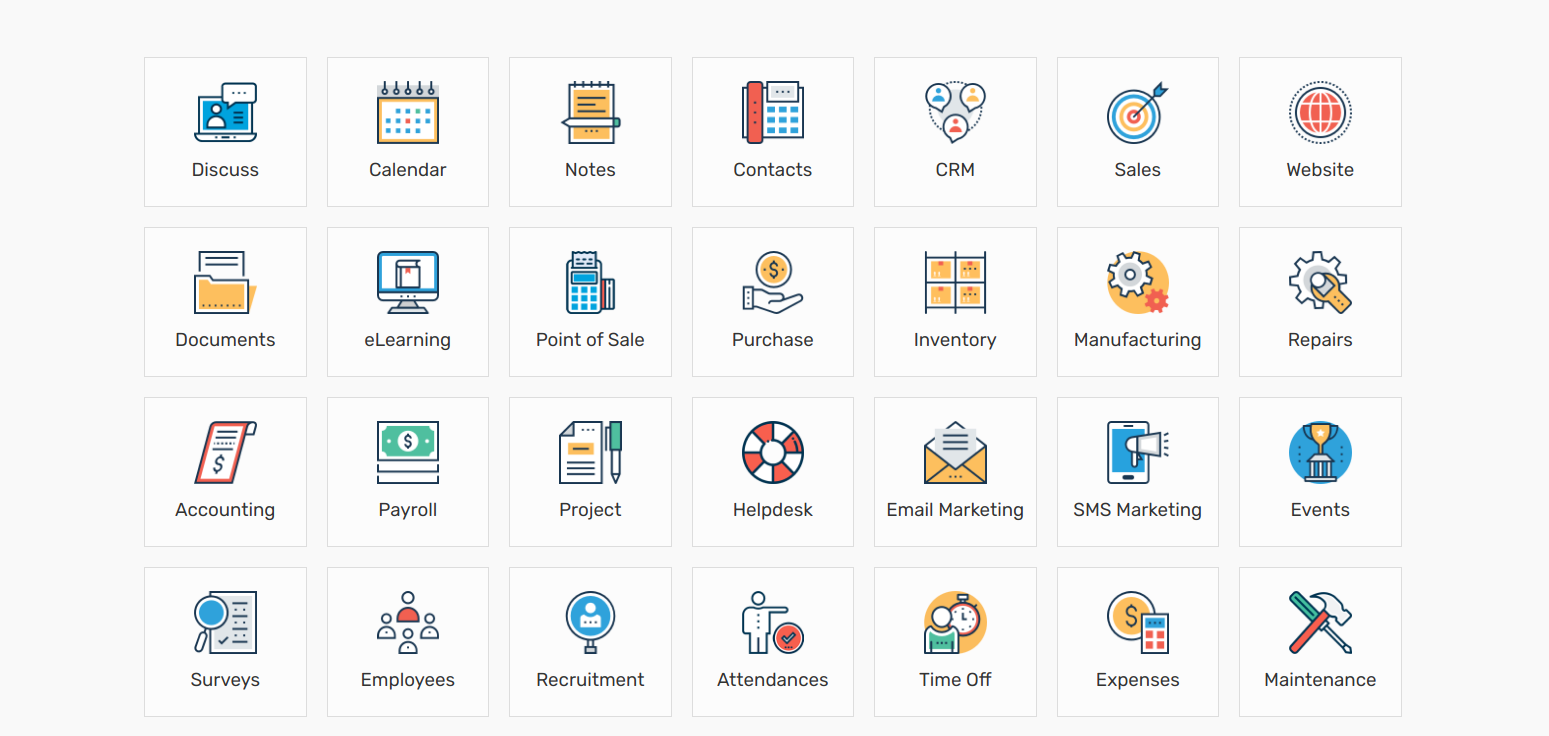 Discuss
Calendar
Notes
Contacts
CRM
Sales
Website
Documents
eLearning
Point of Sale
Purchase
Inventory
Manufacturing
Repairs
Accounting
Payroll
Project
Helpdesk
Email Marketing
SMS Marketing
Events
Surveys
Employees
Recruitment
Attendances
Time Off
Expenses
Maintenance